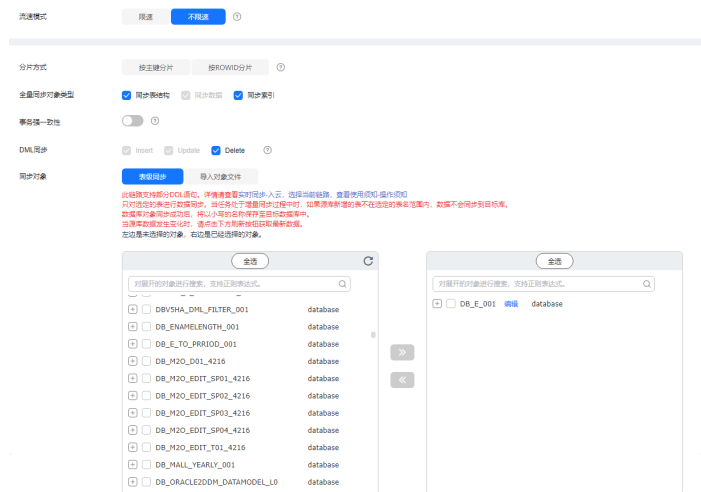 流速模式 限速 不限速 ?
分片方式 按主键分片 按ROWID分片 ?
全量同步对象类型 同步表结构 同步数据 同步索引
事务强一致性 ?
DML同步 Insert Update Delete ?
同步对象 表级同步 导入对象文件
此链路支持部分DDL语句。详情请查看实时同步-入云，选择当前链路，查看使用须知-操作须知
只对选定的表进行数据同步。当任务处于增量同步过程中时，如果源库新增的表不在选定的表名范围内，数据不会同步到目标库。
数据库对象同步成功后，将以小写的名称保存至目标数据库中。
当源库数据发生变化时，请点击下方刷新按钮获取最新数据。
左边是未选择的对象，右边是已经选择的对象。
全选
对展开的对象进行搜索，支持正则表达式。
DBV5HA_DML_FILTER_001 database
DB_ENAMELENGTH_001 database
DB_E_TO_PRRIOD_001 database
DB_M2O_D01_4216 database
DB_M2O_EDIT_SP01_4216 database
DB_M2O_EDIT_SP02_4216 database
DB_M2O_EDIT_SP03_4216 database
DB_M2O_EDIT_SP04_4216 database
DB_M2O_EDIT_T01_4216 database
DB_MALL_YEARLY_001 database
DB_ORACLE2DDM_DATAMODEL_L0 database
全选
对展开的对象进行搜索，支持正则表达式。
DB_E_001 编辑 database